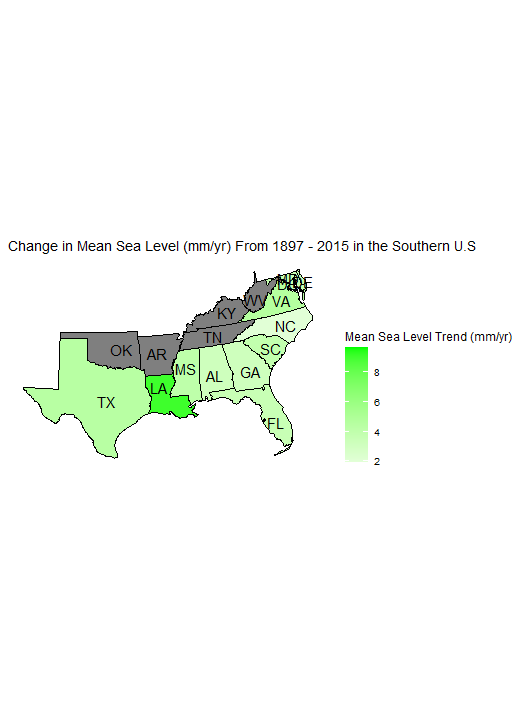 Change in Mean Sea Level (mm/yr) From 1897 - 2015 in the Southern U.S
WV
VA
KY
NC
TN
OK
AR
SC
MS
AL
GA
LA
TX
FL
Mean Sea Level Trend (mm/yr)
8
6
4
2